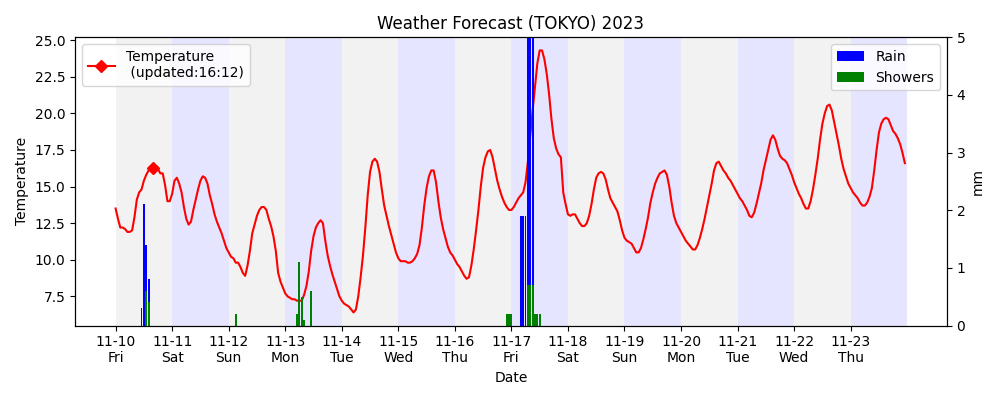 Weather Forecast (TOKYO) 2023
Temperature
(updated:16:12)
Rain
Showers
25.0
22.5
20.0
17.5
15.0
12.5
10.0
7.5
Temperature
5
4
3
2
1
0
mm
11-10 11-11 11-12 11-13 11-14 11-15 11-16 11-17 11-18 11-19 11-20 11-21 11-22 11-23
Fri Sat Sun Mon Tue Wed Thu Fri Sat Sun Mon Tue Wed Thu
Date